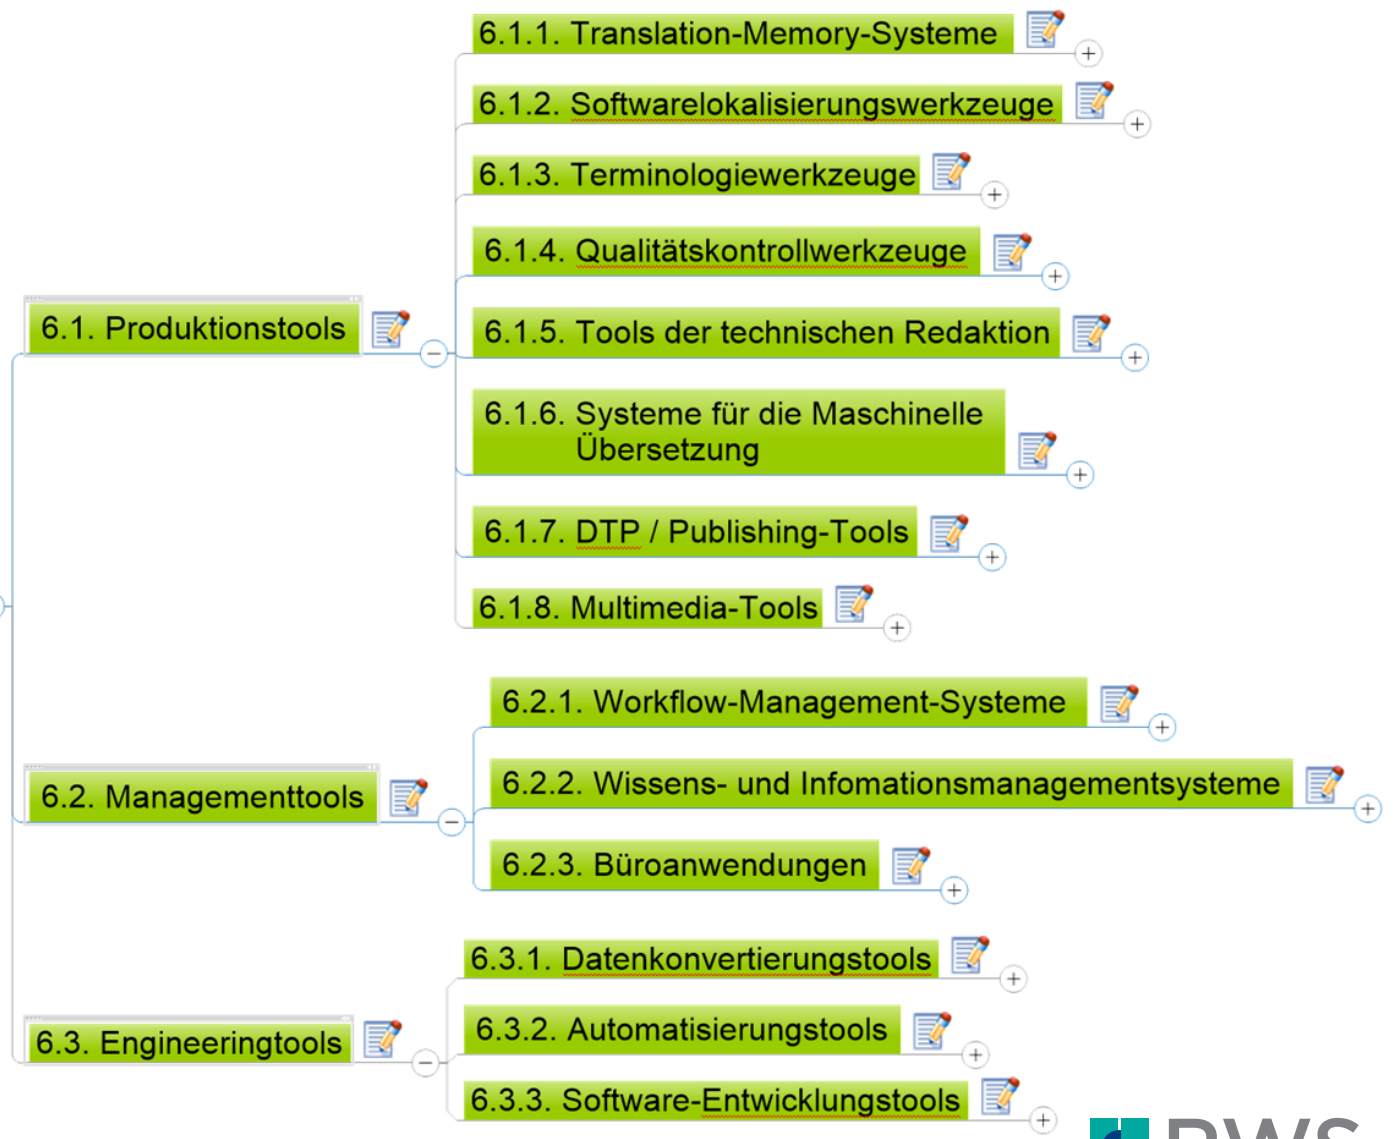 6.1.1. Translation-Memory-Systeme
6.1.2. Softwarelokalisierungswerkzeuge
6.1.3. Terminologiewerkzeuge
6.1.4. Qualitätskontrollwerkzeuge
6.1. Produktionstools
6.1.5. Tools der technischen Redaktion
6.1.6. Systeme für die Maschinelle
Übersetzung
6.1.7. DTP / Publishing-Tools
6.1.8. Multimedia-Tools
6.2.1. Workflow-Management-Systeme
6.2. Managementtools
6.2.2. Wissens- und Infomationsmanagementsysteme
6.2.3. Büroanwendungen
6.3.1. Datenkonvertierungstools
6.3. Engineeringtools
6.3.2. Automatisierungstools
6.3.3. Software-Entwicklungstools
RWS